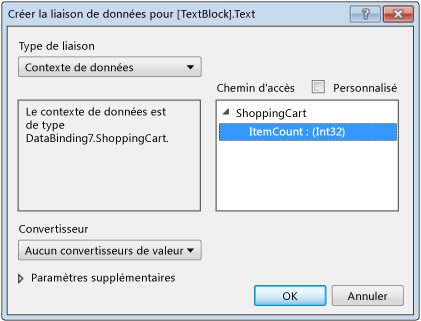 Créer la liaison de données pour [TextBlock].Text
Type de liaison
Contexte de données
Chemin d'accès
Personnalisé
Le contexte de données est
de type
DataBinding7.ShoppingCart.
ShoppingCart
ItemCount : (Int32)
Convertisseur
Aucun convertisseurs de valeur
Paramètres supplémentaires
OK
Annuler